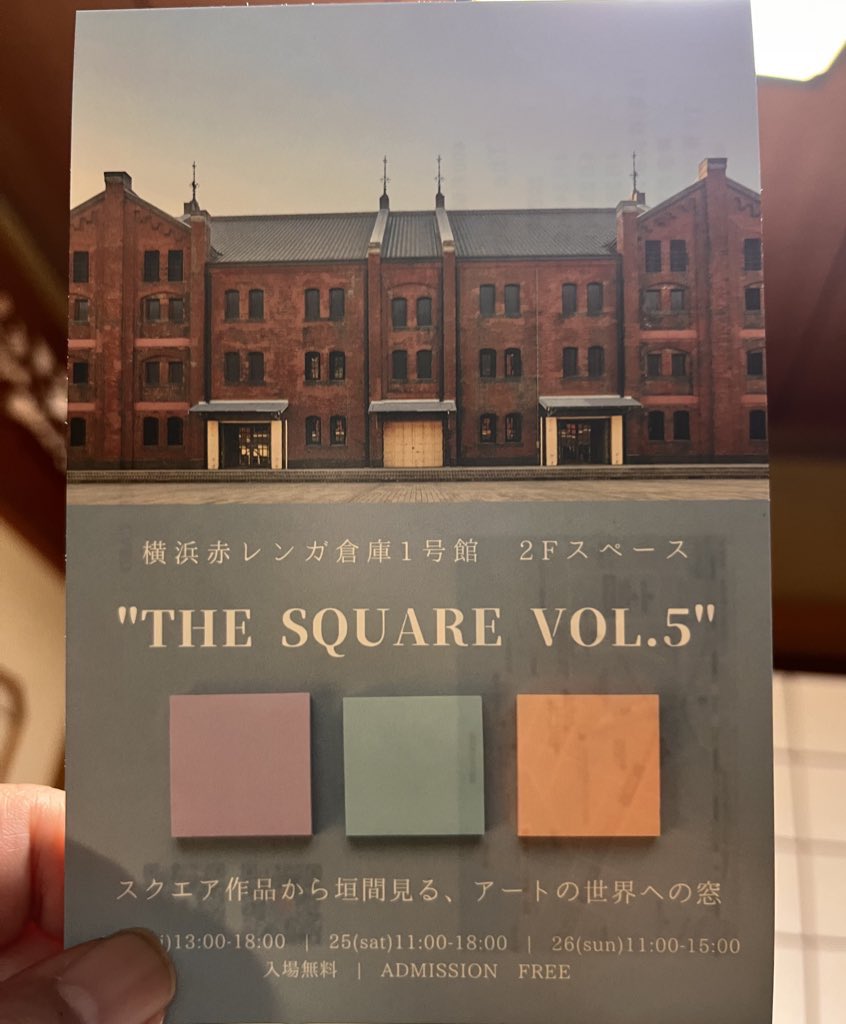 横浜赤レンガ倉庫1号館　2Fスペース
"THE SQUARE VOL.5"
スクエア作品から垣間見る、アートの世界への窓
)13:00-18:00 | 25(sat)11:00-18:00 | 26(sun)11:00-15:00
入場無料 | ADMISSION FREE